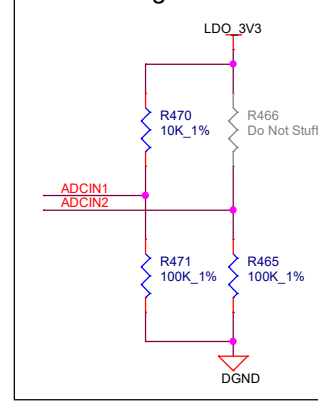 LDO_3V3
R470
10K_1%
R466
Do Not Stuff
ADCIN1
ADCIN2
R471
100K_1%
R465
100K_1%
DGND